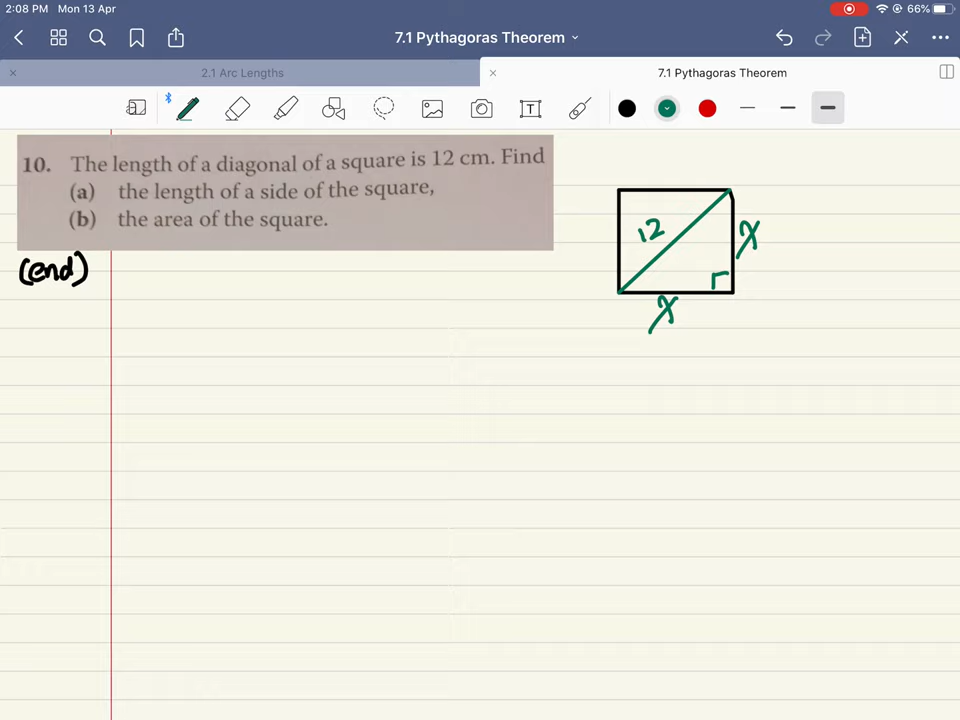 2:08 PM Mon 13 Apr
66%
7.1 Pythagoras Theorem
2.1 Arc Lengths
7.1 Pythagoras Theorem
10. The length of a diagonal of a square is 12 cm. Find
(a) the length of a side of the square,
(b) the area of the square.
(end)
12
x
x